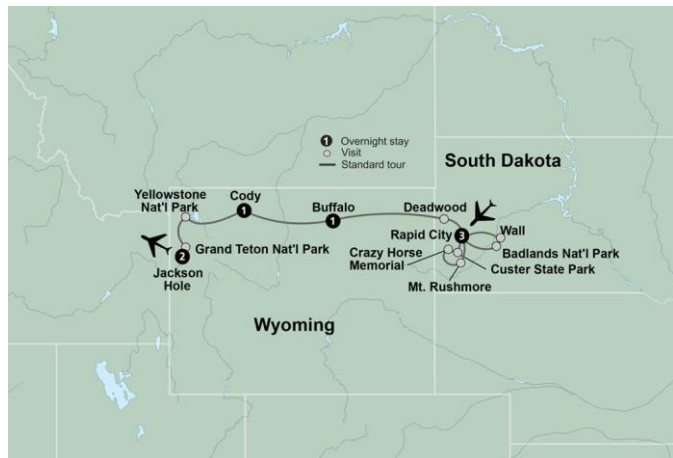 1 Overnight stay
Visit
Standard tour
South Dakota
Yellowstone
Nat'l Park
Cody
1
Buffalo
1
Deadwood
Rapid City
3
Wall
Badlands Nat'l Park
Crazy Horse
Memorial
Custer State Park
Mt. Rushmore
Grand Teton Nat'l Park
2
Jackson
Hole
Wyoming